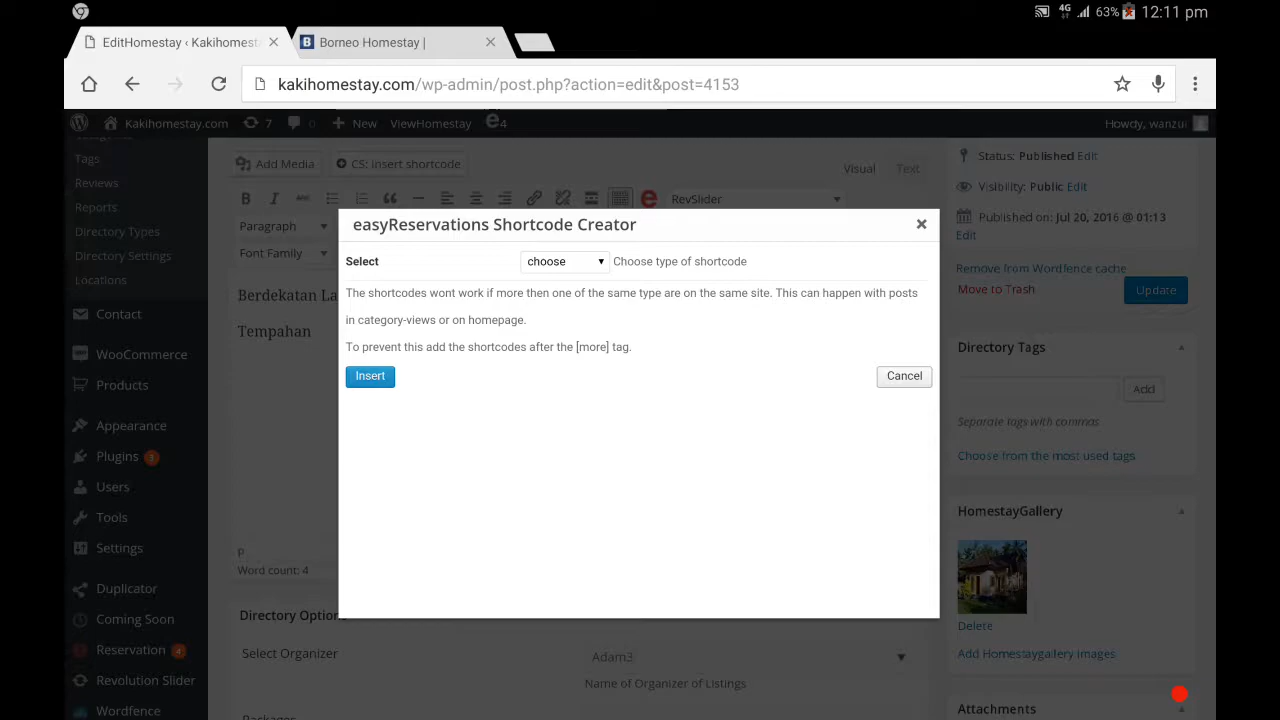 4G
63%
12:11 pm
EditHomestay ‹ Kakihomest
Borneo Homestay |
kakihomestay.com/wp-admin/post.php?action=edit&post=4153
Kakihomestay.com
7
0
New
ViewHomestay
4
Howdy, wanzul
Tags
Reviews
Reports
Directory Types
Directory Settings
Locations
Contact
WooCommerce
Products
Appearance
Plugins 3
Users
Tools
Settings
Duplicator
Coming Soon
Reservation 4
Revolution Slider
Wordfence
Add Media
CS: insert shortcode
Visual
Text
B I ABC
RevSlider
Paragraph
Font Family
Berdekatan La
Tempahan
P
Word count: 4
easyReservations Shortcode Creator
Select
choose
Choose type of shortcode
The shortcodes wont work if more then one of the same type are on the same site. This can happen with posts
in category-views or on homepage.
To prevent this add the shortcodes after the [more] tag.
Insert
Cancel
Directory Option
Select Organizer
Adam3
Name of Organizer of Listings
Packages
Status: Published Edit
Visibility: Public Edit
Published on: Jul 20, 2016 @ 01:13
Edit
Remove from Wordfence cache
Move to Trash
Update
Directory Tags
Add
Separate tags with commas
Choose from the most used tags
HomestayGallery
Delete
Add Homestaygallery images
Attachments